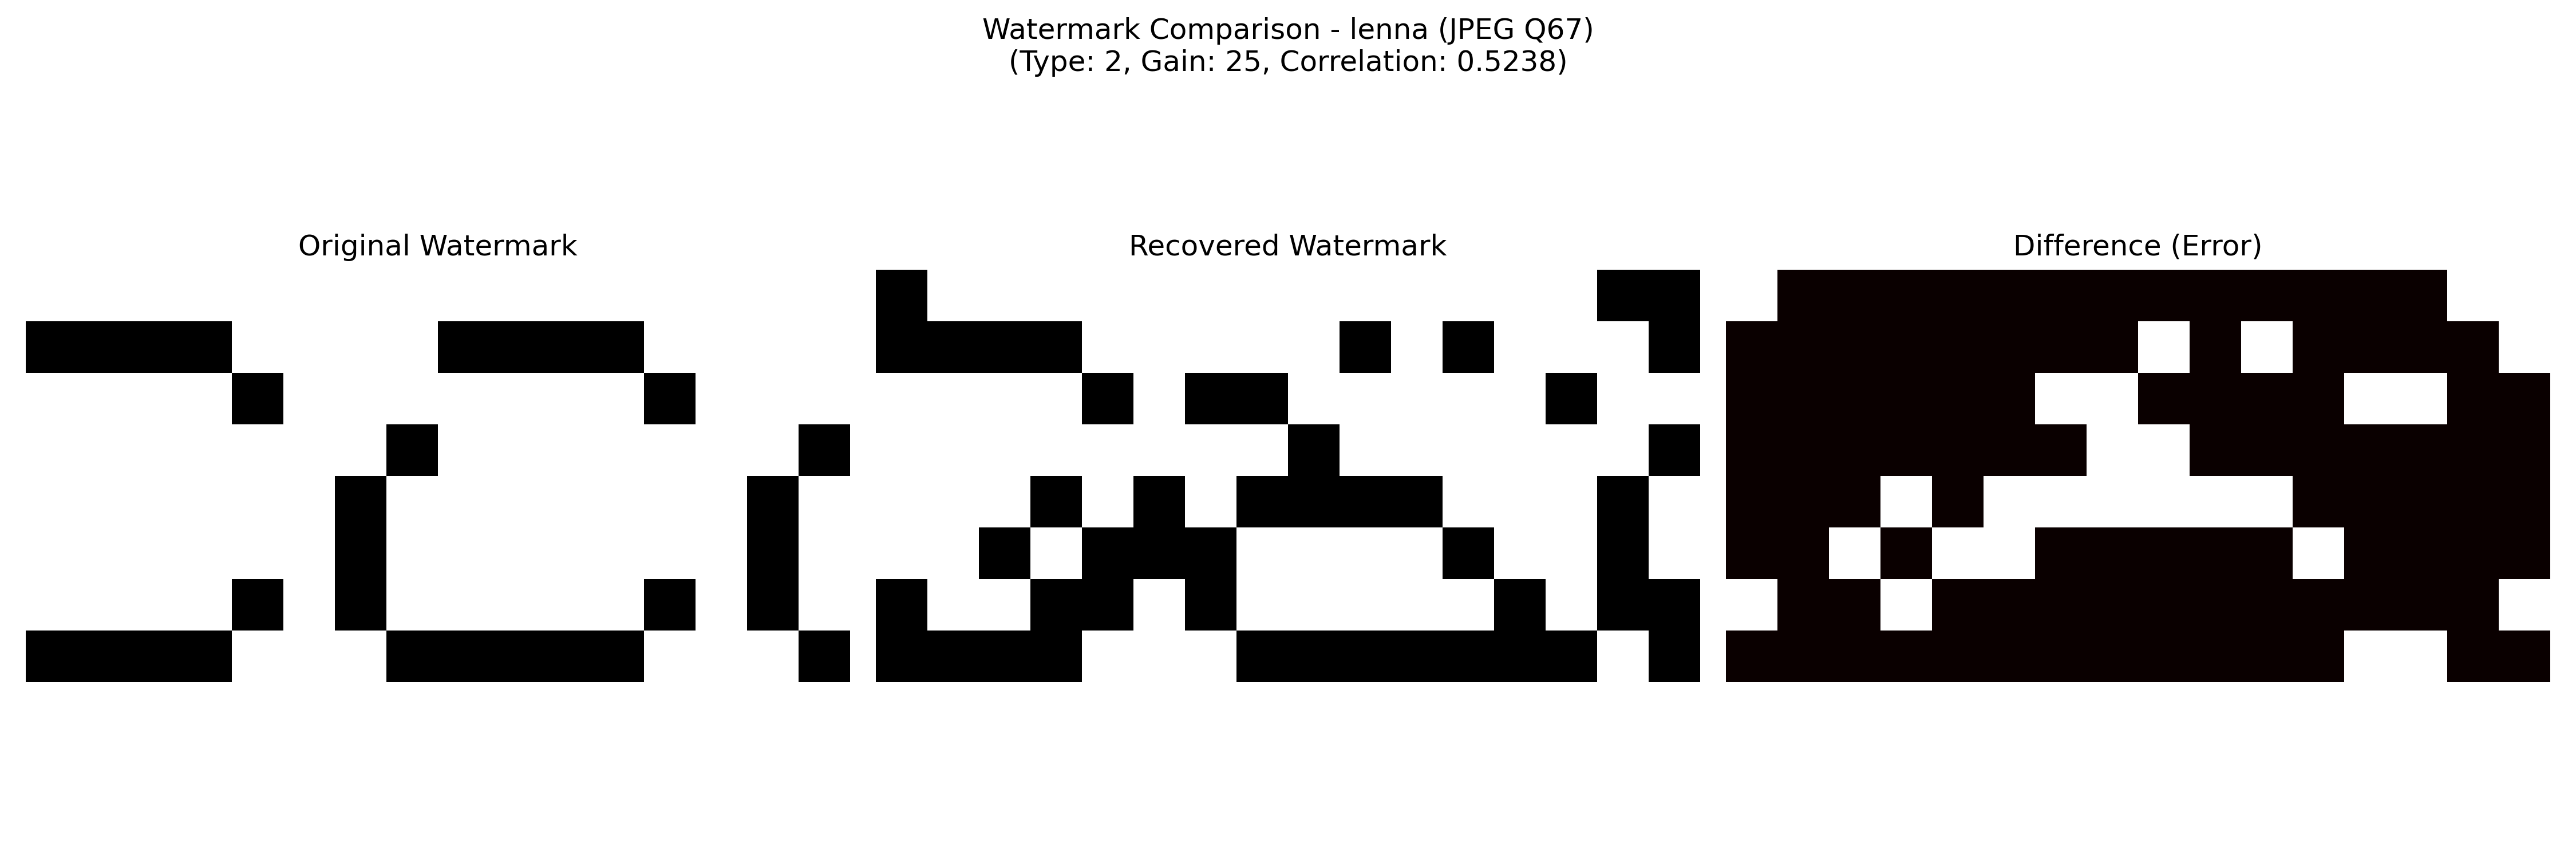 Watermark Comparison - lenna (JPEG Q67)
(Type: 2, Gain: 25, Correlation: 0.5238)
Original Watermark
Recovered Watermark
Difference (Error)